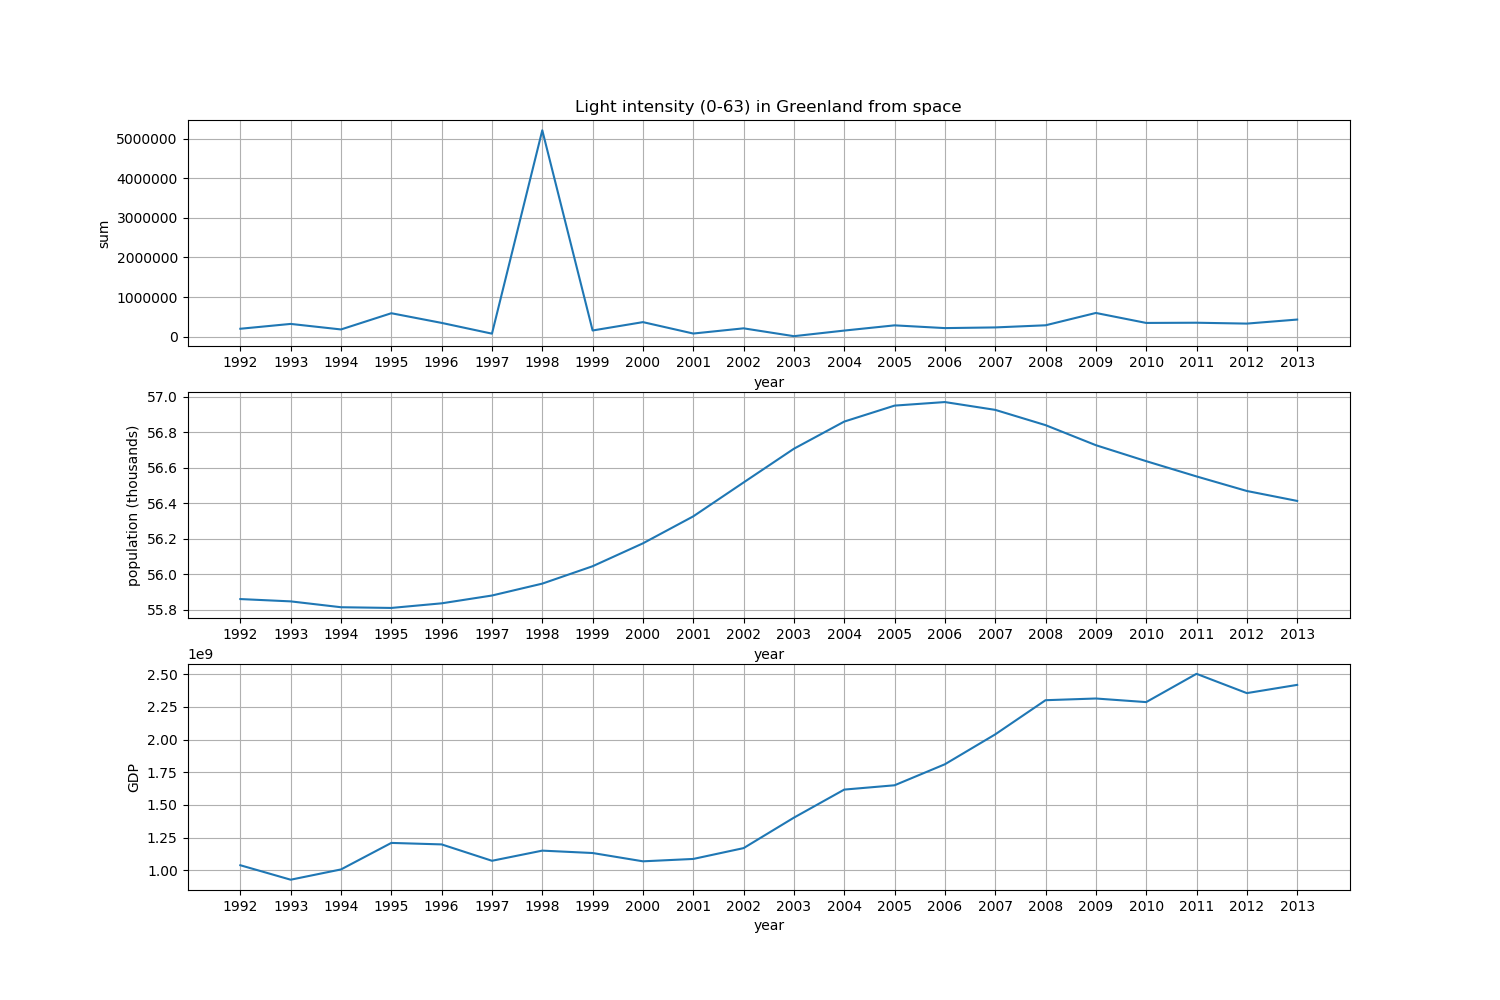 Light intensity (0-63) in Greenland from space
5000000
4000000
3000000
2000000
1000000
0
sum
1992 1993 1994 1995 1996 1997 1998 1999 2000 2001 2002 2003 2004 2005 2006 2007 2008 2009 2010 2011 2012 2013
year
57.0
56.8
56.6
56.4
56.2
56.0
55.8
population (thousands)
1992 1993 1994 1995 1996 1997 1998 1999 2000 2001 2002 2003 2004 2005 2006 2007 2008 2009 2010 2011 2012 2013
year
1e9
2.50
2.25
2.00
1.75
1.50
1.25
1.00
GDP
1992 1993 1994 1995 1996 1997 1998 1999 2000 2001 2002 2003 2004 2005 2006 2007 2008 2009 2010 2011 2012 2013
year